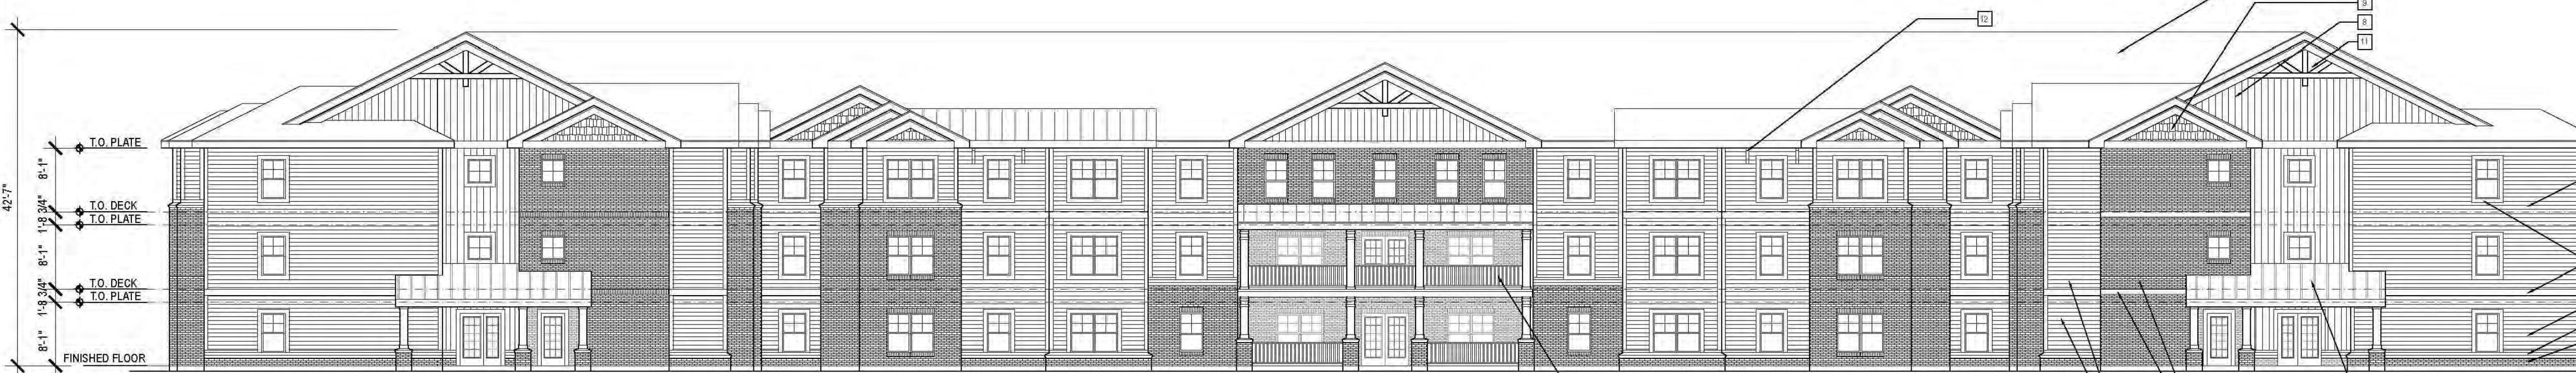 12
9
8
11
T.O. PLATE
8'-1"
42'-7"
T.O. DECK
1'-8 3/4"
T.O. PLATE
8'-1"
T.O. DECK
1'-8 3/4"
T.O. PLATE
8'-1"
FINISHED FLOOR